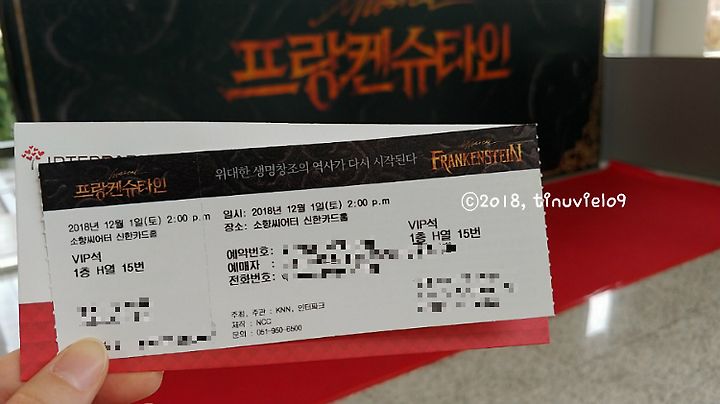 프랑켄슈타인
프랑켄슈타인
위대한 생명창조의 역사가 다시 시작된다
Musical
FRANKENSTEIN
©2018, tinuviel09
2018년 12월 1일(토) 2:00 p.m
소향씨어터 신한카드홀
VIP석
1층 H열 15번
일시: 2018년 12월 1일(토) 2:00 p.m
장소: 소향씨어터 신한카드홀
예약번호:
예매자 :
전화번호:
VIP석
1층 H열 15번
주최, 주관 : KNN, 인터파크
제작 : NCC
문의 : 051-950-6500